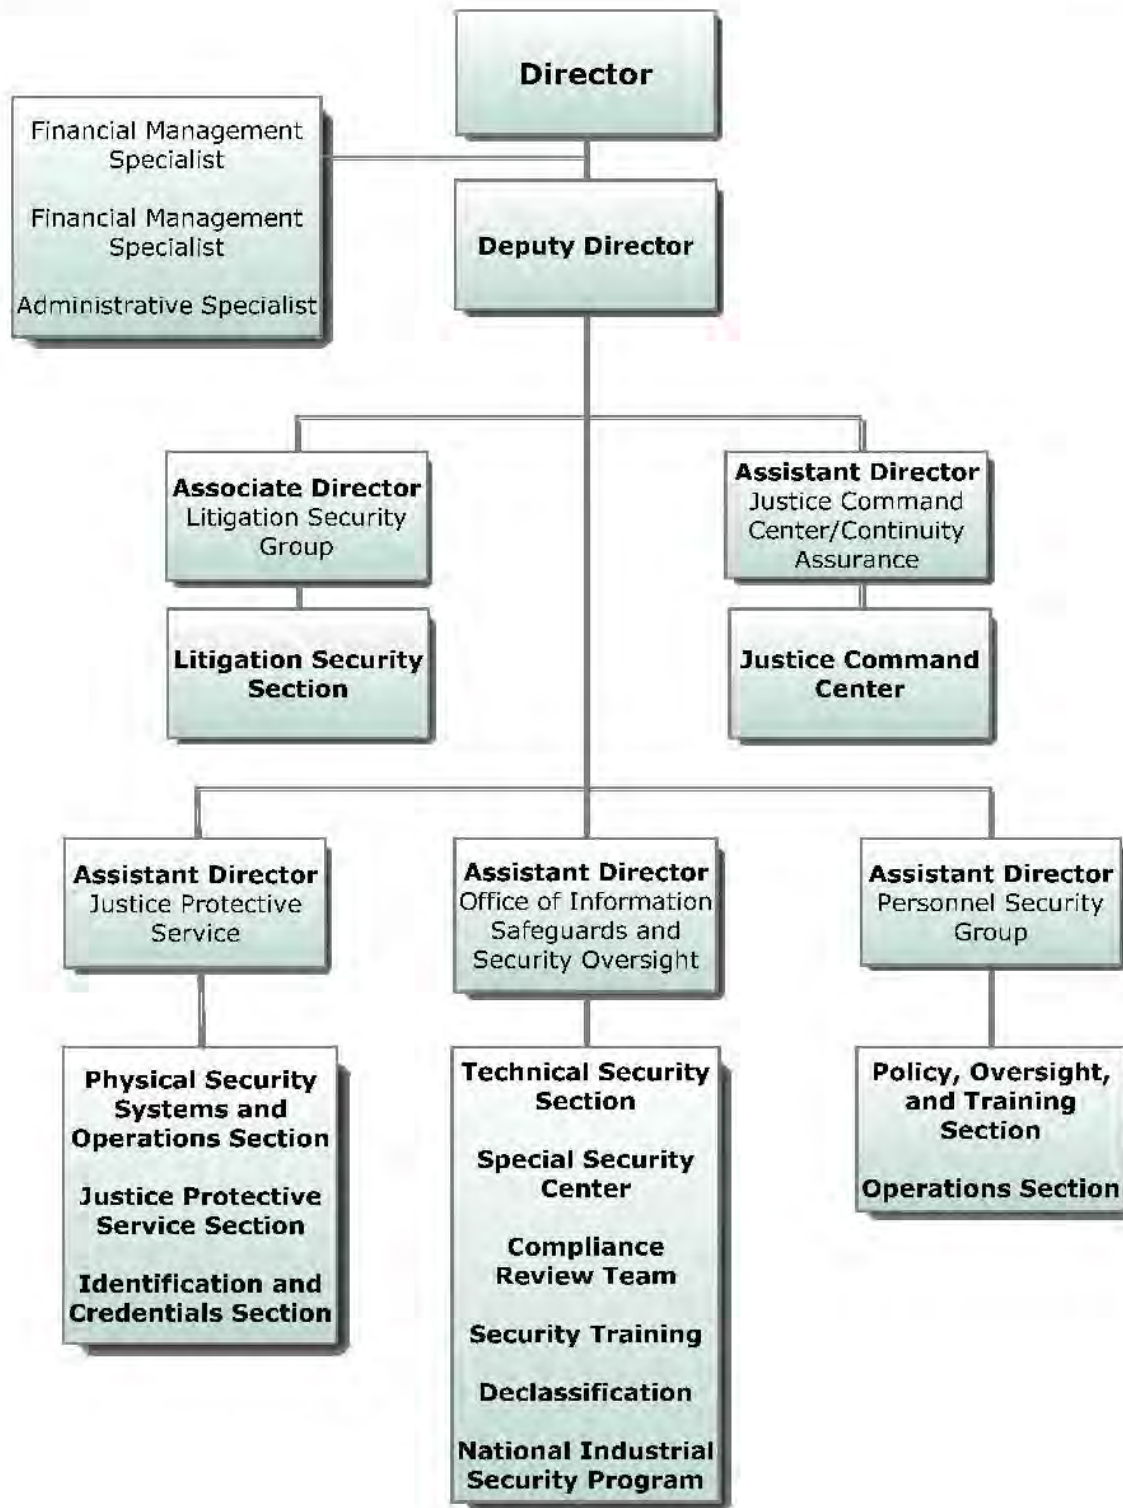 Director
Financial Management
Specialist
Financial Management
Specialist
Administrative Specialist
Deputy Director
Associate Director
Litigation Security
Group
Assistant Director
Justice Command
Center/Continuity
Assurance
Litigation Security
Section
Justice Command
Center
Assistant Director
Justice Protective
Service
Assistant Director
Office of Information
Safeguards and
Security Oversight
Assistant Director
Personnel Security
Group
Physical Security
Systems and
Operations Section
Justice Protective
Service Section
Identification and
Credentials Section
Technical Security
Section
Special Security
Center
Compliance
Review Team
Security Training
Declassification
National Industrial
Security Program
Policy, Oversight,
and Training
Section
Operations Section